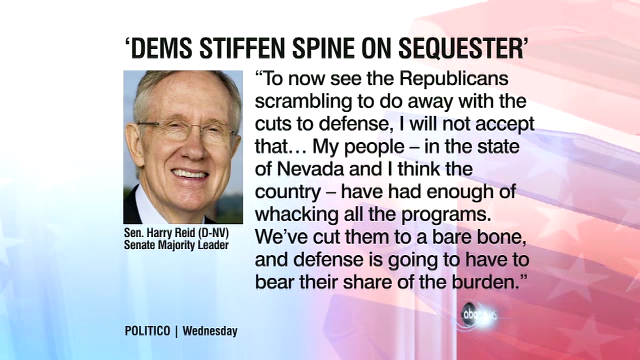 ‘DEMS STIFFEN SPINE ON SEQUESTER’
“To now see the Republicans
scrambling to do away with the
cuts to defense, I will not accept
that… My people – in the state
of Nevada and I think the
country – have had enough of
whacking all the programs.
We’ve cut them to a bare bone,
and defense is going to have to
bear their share of the burden.”
Sen. Harry Reid (D-NV)
Senate Majority Leader
POLITICO | Wednesday
abc